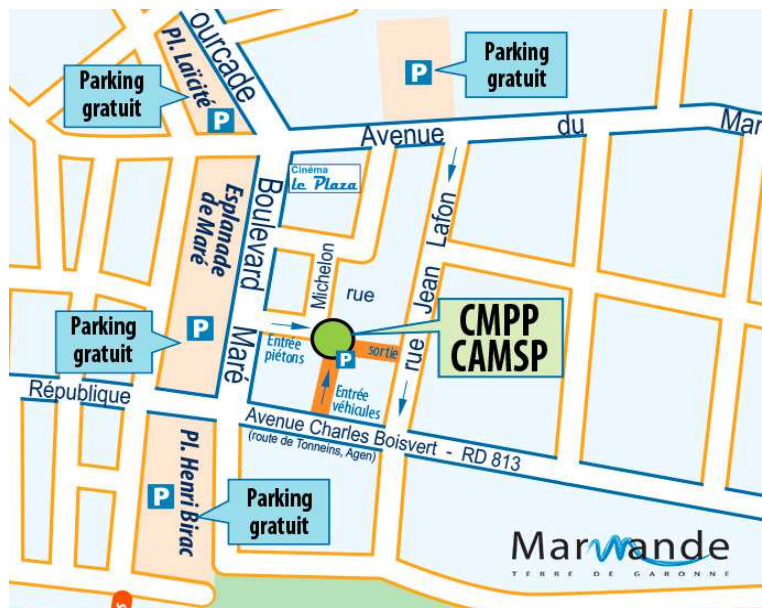 ourcade
Pl. Laïcité
Parking
gratuit
P
P
Parking
gratuit
Avenue du Mar
Cinéma
le Plaza
Boulevard Maré
Esplanade
de Maré
P
Parking
gratuit
Michelon
rue
rue Jean Lafon
CMPP
CAMSP
Entrée
piétons
P
sortie
Entrée
véhicules
République
Avenue Charles Boisvert - RD 813
(route de Tonneins, Agen)
Pl. Henri Birac
P
Parking
gratuit
Marmande
TERRE DE GARONNE